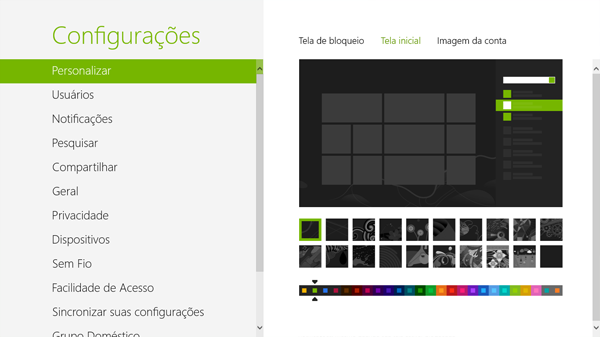 Configurações
Personalizar
Usuários
Notificações
Pesquisar
Compartilhar
Geral
Privacidade
Dispositivos
Sem Fio
Facilidade de Acesso
Sincronizar suas configurações
Grupo Doméstico
Tela de bloqueio Tela inicial Imagem da conta